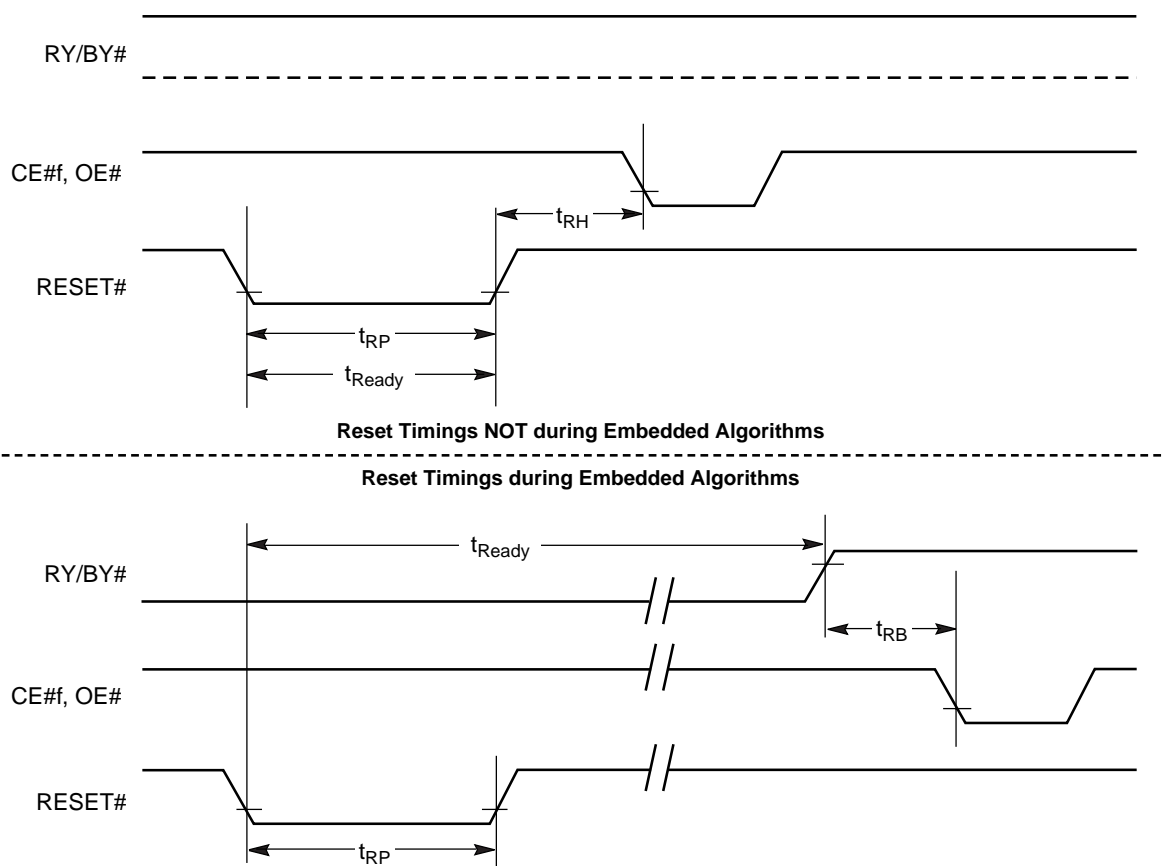 RY/BY#
CE#f, OE#
tRH
RESET#
tRP
tReady
Reset Timings NOT during Embedded Algorithms
Reset Timings during Embedded Algorithms
tReady
RY/BY#
tRB
CE#f, OE#
RESET#
tRP